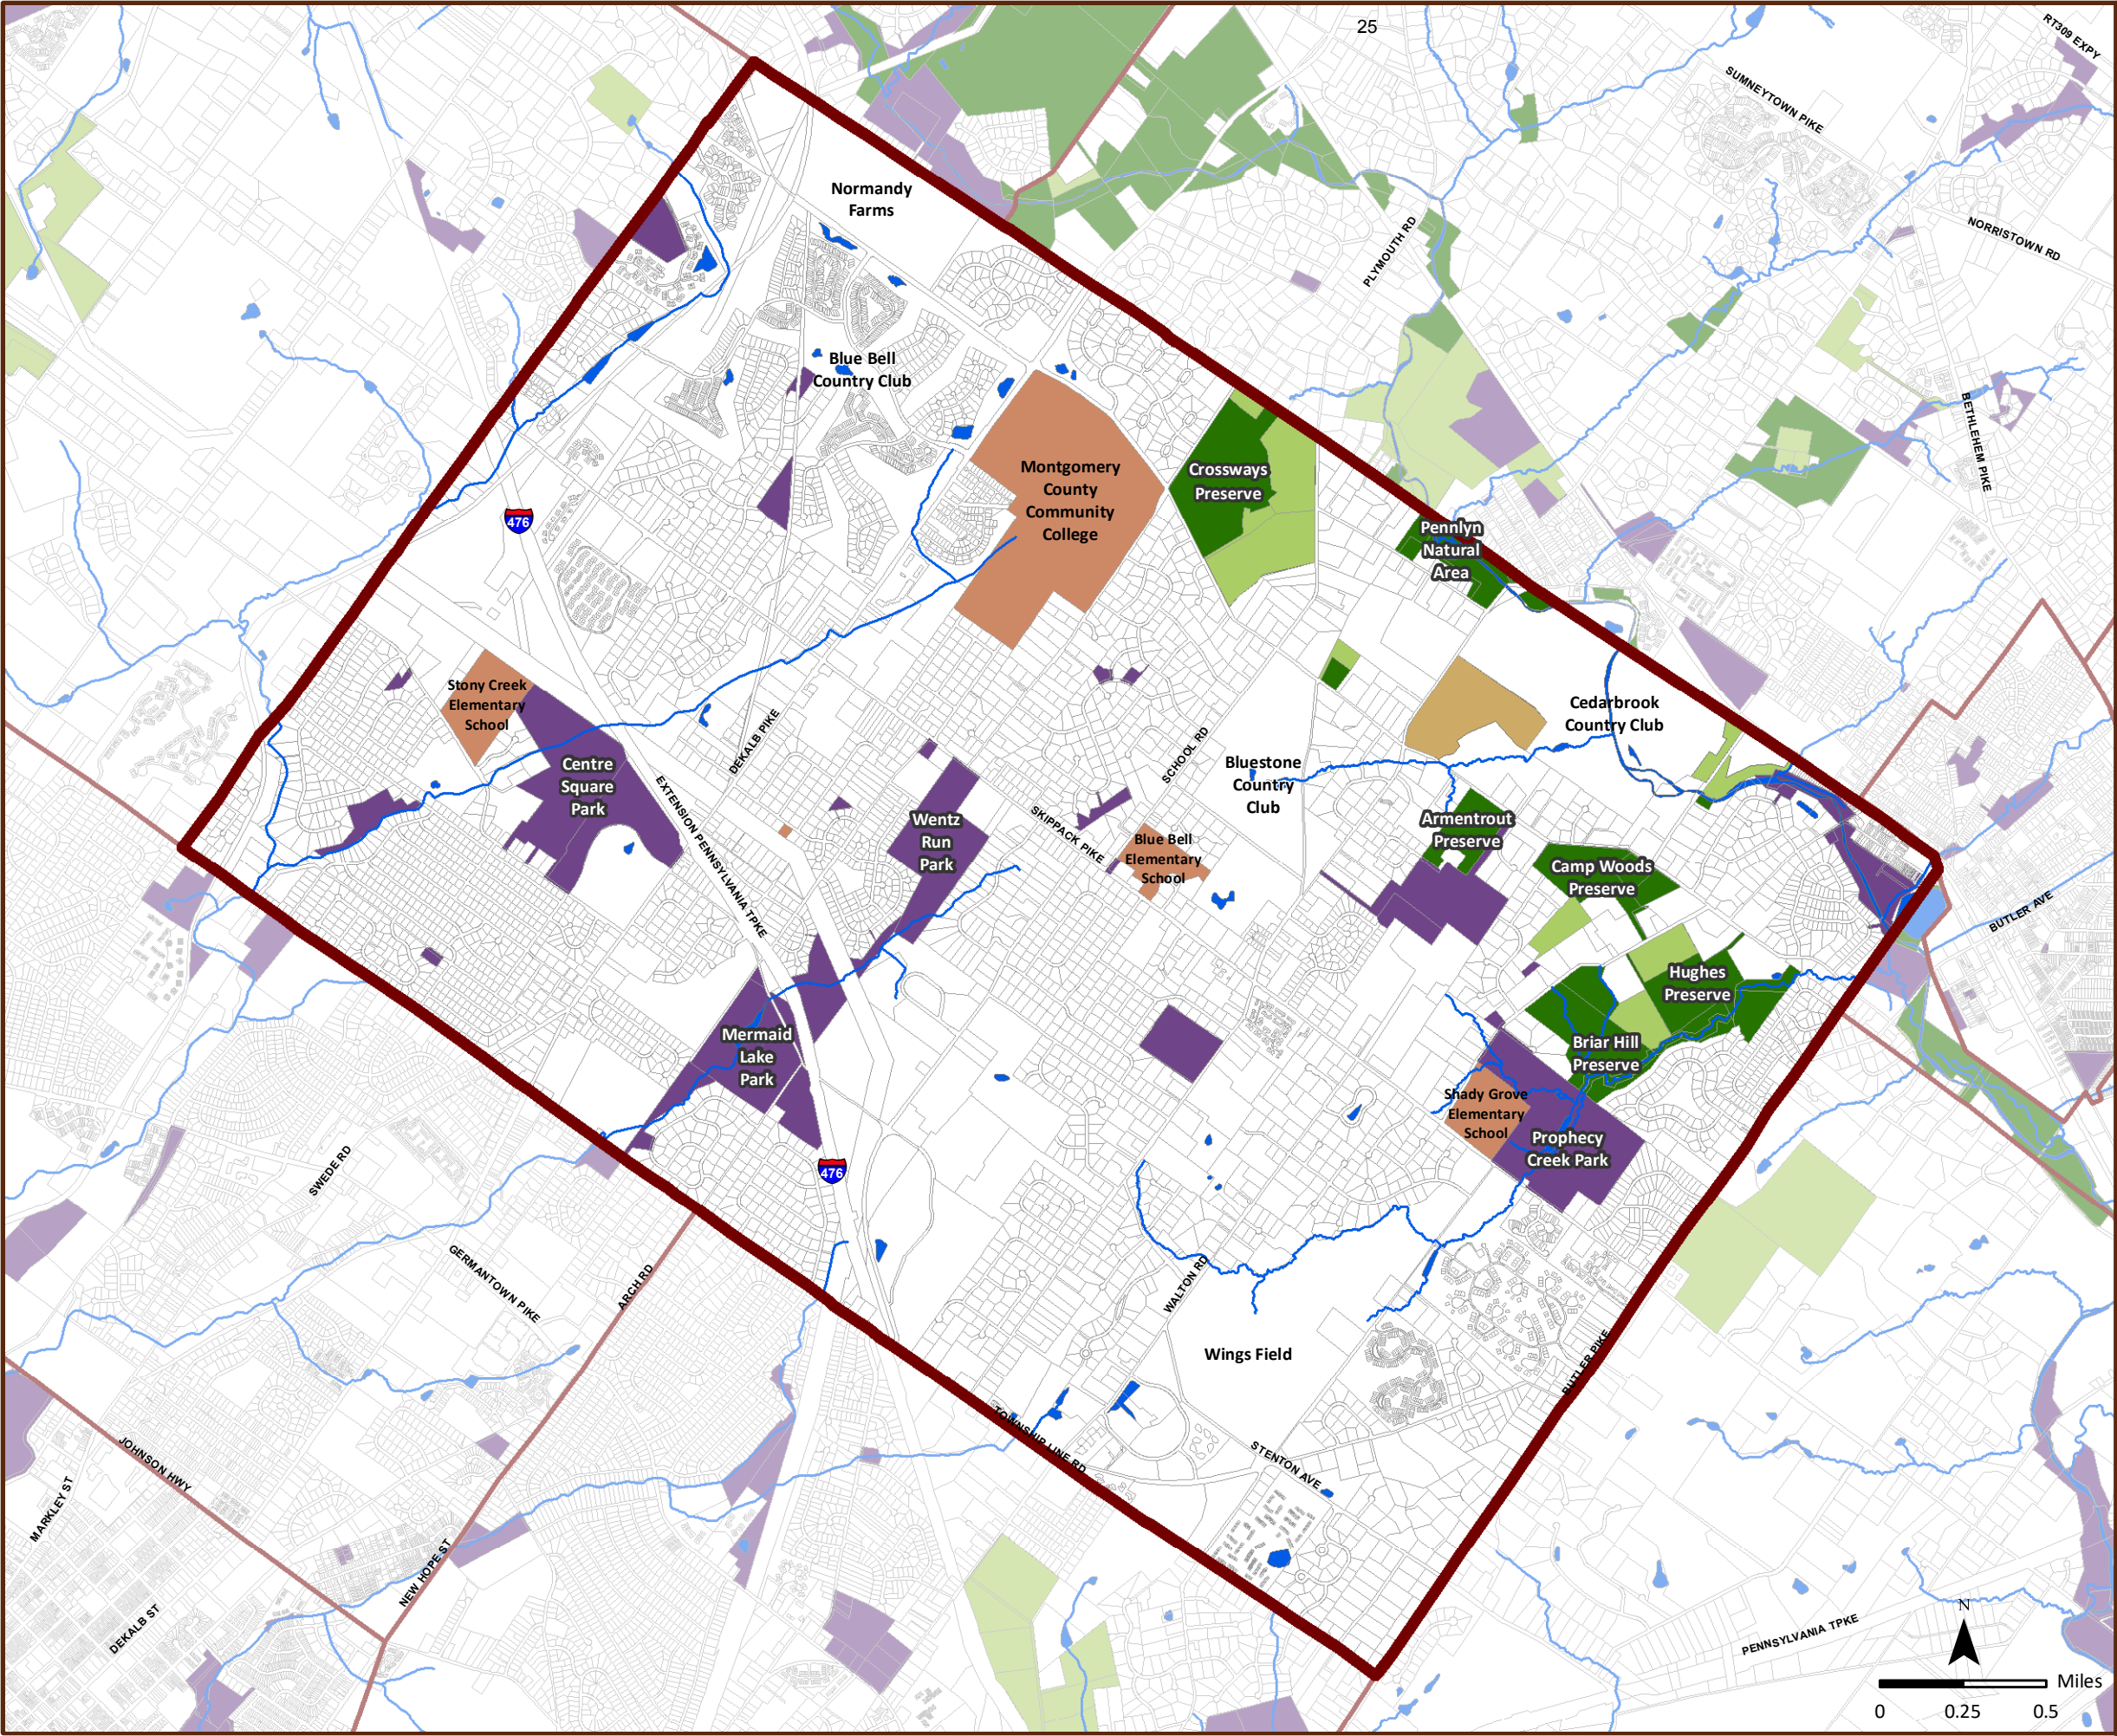 25
RT309 EXPY
SUMNEYTOWN PIKE
Normandy
Farms
PLYMOUTH RD
NORRISTOWN RD
Blue Bell
Country Club
BETHLEHEM PIKE
Montgomery
County
Community
College
Crossways
Preserve
476
Pennlyn
Natural
Area
Stony Creek
Elementary
School
Cedarbrook
Country Club
DEKALB PIKE
SCHOOL RD
Centre
Square
Park
Bluestone
Country
Club
EXTENSION PENNSYLVANIA TPKE
Wentz
Run
Park
SKIPPACK PIKE
Blue Bell
Elementary
School
Armentrout
Preserve
Camp Woods
Preserve
BUTLER AVE
Hughes
Preserve
Mermaid
Lake
Park
Briar Hill
Preserve
Shady Grove
Elementary
School
Prophecy
Creek Park
476
SWEDE RD
GERMANTOWN PIKE
ARCH RD
WALTON RD
Wings Field
BUTLER PIKE
TOWNSHIP LINE RD
STENTON AVE
JOHNSON HWY
MARKLEY ST
NEW HOPE ST
DEKALB ST
PENNSYLVANIA TPKE
N
Miles
0 0.25 0.5